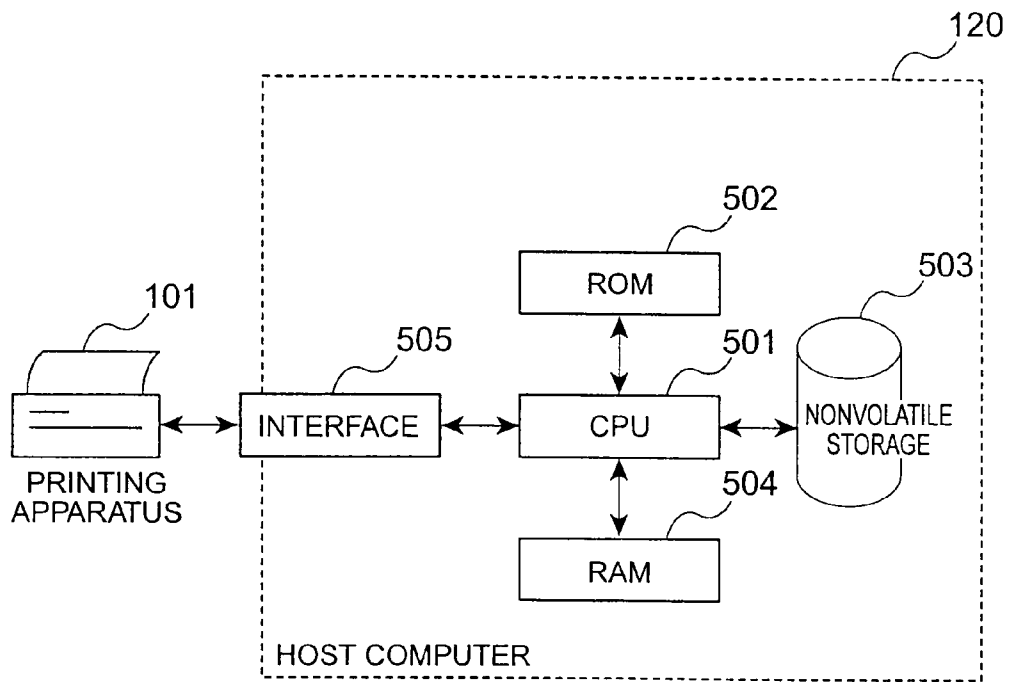 120
502
ROM
503
101
505
501
INTERFACE
CPU
NONVOLATILE
STORAGE
PRINTING
APPARATUS
504
RAM
HOST COMPUTER